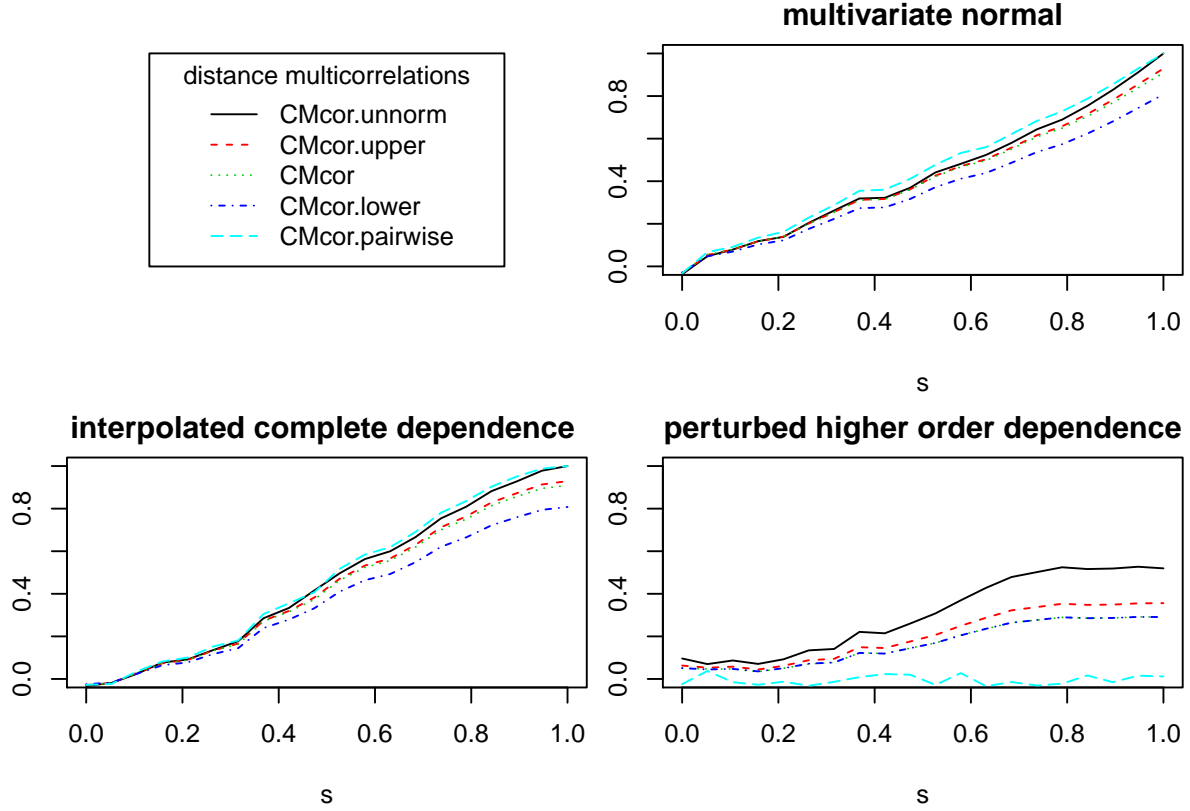 distance multicorrelations
CMcor.unnorm
CMcor.upper
CMcor
CMcor.lower
CMcor.pairwise
multivariate normal
0.0 0.4 0.8
0.0 0.2 0.4 0.6 0.8 1.0
s
interpolated complete dependence
0.0 0.4 0.8
0.0 0.2 0.4 0.6 0.8 1.0
s
perturbed higher order dependence
0.0 0.4 0.8
0.0 0.2 0.4 0.6 0.8 1.0
s